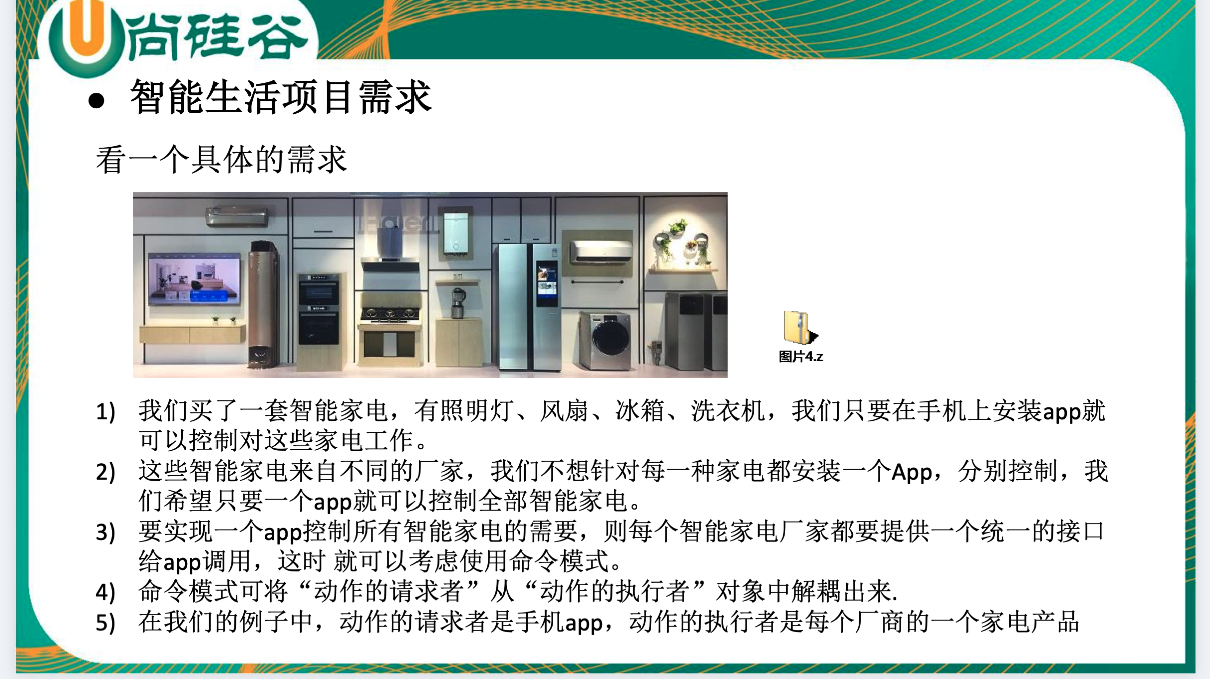 尚硅谷
● 智能生活项目需求
看一个具体的需求
Haier
图片4.z
1) 我们买了一套智能家电，有照明灯、风扇、冰箱、洗衣机，我们只要在手机上安装app就
可以控制对这些家电工作。
2) 这些智能家电来自不同的厂家，我们不想针对每一种家电都安装一个App，分别控制，我
们希望只要一个app就可以控制全部智能家电。
3) 要实现一个app控制所有智能家电的需要，则每个智能家电厂家都要提供一个统一的接口
给app调用，这时 就可以考虑使用命令模式。
4) 命令模式可将“动作的请求者”从“动作的执行者”对象中解耦出来.
5) 在我们的例子中，动作的请求者是手机app，动作的执行者是每个厂商的一个家电产品